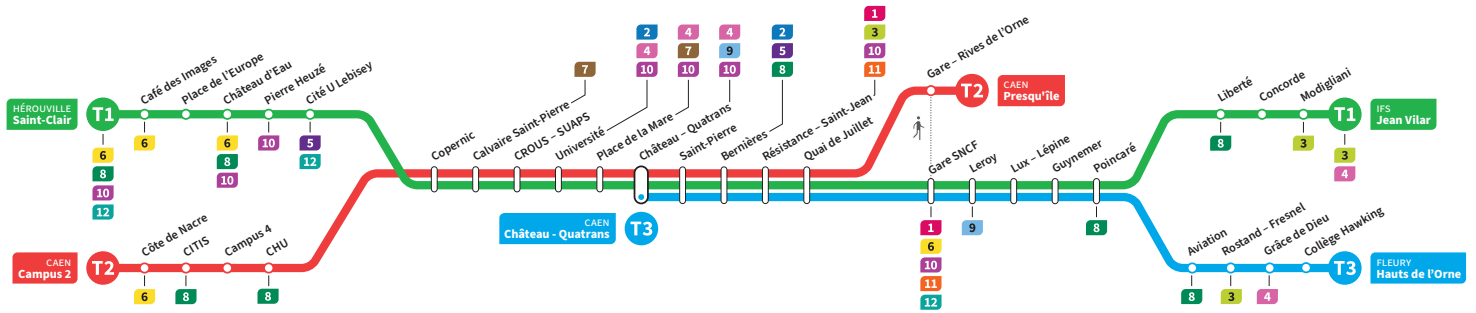 HÉROUVILLE
Saint-Clair
T1
6
8
10
12
Café des Images
6
Place de l'Europe
Château d'Eau
6
8
10
Pierre Heuzé
10
Cité U Lebisey
5
12
CAEN
Campus 2
T2
Côte de Nacre
6
CITIS
8
Campus 4
CHU
8
Copernic
Calvaire Saint-Pierre
7
CROUS – SUAPS
Université
2
4
10
Place de la Mare
4
7
10
Château – Quatrans
4
9
10
CAEN
Château - Quatrans
T3
Saint-Pierre
Bernières
2
5
8
Résistance – Saint-Jean
1
3
10
11
Quai de Juillet
Gare – Rives de l'Orne
T2
CAEN
Presqu'île
Gare SNCF
1
6
10
11
12
Leroy
9
Lux – Lépine
Guynemer
Poincaré
8
Liberté
8
Concorde
Modigliani
3
T1
3
4
IFS
Jean Vilar
Aviation
8
Rostand – Fresnel
3
Grâce de Dieu
4
Collège Hawking
T3
FLEURY
Hauts de l'Orne